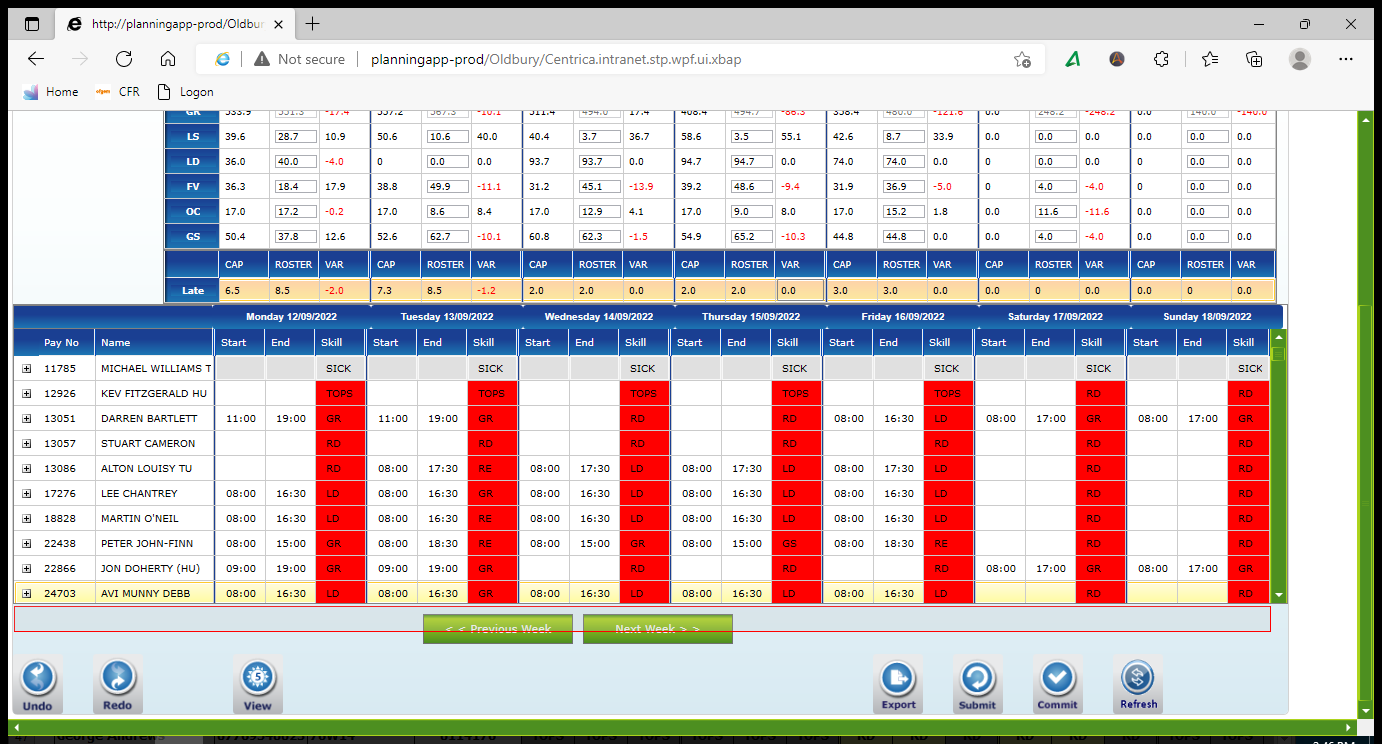 http://planningapp-prod/Oldbur
Not secure planningapp-prod/Oldbury/Centrica.intranet.stp.wpf.ui.xbap
Home CFR Logon
GR 533.9 551.3 -17.4 557.2 567.3 -10.1 511.4 494.0 17.4 408.4 494.7 -86.3 358.4 480.0 -121.6 0.0 248.2 -248.2 0.0 140.0 -140.0
LS 39.6 28.7 10.9 50.6 10.6 40.0 40.4 3.7 36.7 58.6 3.5 55.1 42.6 8.7 33.9 0.0 0.0 0.0 0.0 0.0 0.0
LD 36.0 40.0 -4.0 0 0.0 0.0 93.7 93.7 0.0 94.7 94.7 0.0 74.0 74.0 0.0 0 0.0 0.0 0.0 0.0 0.0
FV 36.3 18.4 17.9 38.8 49.9 -11.1 31.2 45.1 -13.9 39.2 48.6 -9.4 31.9 36.9 -5.0 0 4.0 -4.0 0.0 0.0 0.0
OC 17.0 17.2 -0.2 17.0 8.6 8.4 17.0 12.9 4.1 17.0 9.0 8.0 17.0 15.2 1.8 0.0 11.6 -11.6 0.0 0.0 0.0
GS 50.4 37.8 12.6 52.6 62.7 -10.1 60.8 62.3 -1.5 54.9 65.2 -10.3 44.8 44.8 0.0 0.0 4.0 -4.0 0.0 0.0 0.0
CAP ROSTER VAR CAP ROSTER VAR CAP ROSTER VAR CAP ROSTER VAR CAP ROSTER VAR CAP ROSTER VAR CAP ROSTER VAR
Late 6.5 8.5 -2.0 7.3 8.5 -1.2 2.0 2.0 0.0 2.0 2.0 0.0 3.0 3.0 0.0 0.0 0 0.0 0.0 0 0.0
Monday 12/09/2022 Tuesday 13/09/2022 Wednesday 14/09/2022 Thursday 15/09/2022 Friday 16/09/2022 Saturday 17/09/2022 Sunday 18/09/2022
Pay No Name Start End Skill Start End Skill Start End Skill Start End Skill Start End Skill Start End Skill Start End Skill
11785 MICHAEL WILLIAMS T SICK SICK SICK SICK SICK SICK SICK
12926 KEV FITZGERALD HU TOPS TOPS TOPS TOPS TOPS RD RD
13051 DARREN BARTLETT 11:00 19:00 GR 11:00 19:00 GR RD RD 08:00 16:30 LD 08:00 17:00 GR 08:00 17:00 GR
13057 STUART CAMERON RD RD RD RD RD RD RD
13086 ALTON LOUISY TU RD 08:00 17:30 RE 08:00 17:30 LD 08:00 17:30 LD 08:00 17:30 LD RD RD
17276 LEE CHANTREY 08:00 16:30 LD 08:00 16:30 GR 08:00 16:30 LD 08:00 16:30 LD 08:00 16:30 LD RD RD
18828 MARTIN O'NEIL 08:00 16:30 LD 08:00 16:30 RE 08:00 16:30 LD 08:00 16:30 LD 08:00 16:30 LD RD RD
22438 PETER JOHN-FINN 08:00 15:00 GR 08:00 18:30 RE 08:00 15:00 GR 08:00 15:00 GS 08:00 18:30 RE RD RD
22866 JON DOHERTY (HU) 09:00 19:00 GR 09:00 19:00 GR RD RD RD 08:00 17:00 GR 08:00 17:00 GR
24703 AVI MUNNY DEBB 08:00 16:30 LD 08:00 16:30 LD 08:00 16:30 LD 08:00 16:30 LD 08:00 16:30 LD RD RD
< < Previous Week Next Week > >
Undo Redo 5 View Export Submit Commit Refresh